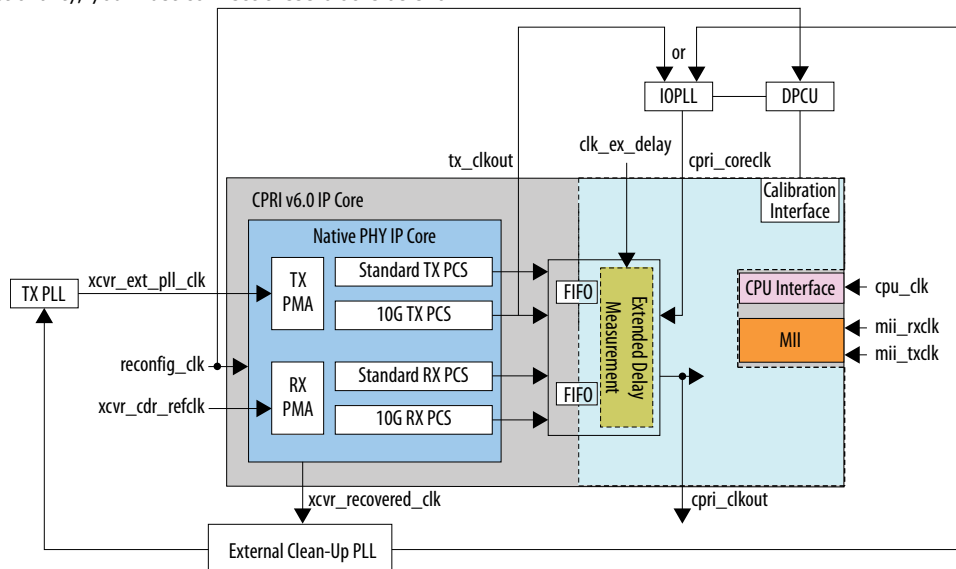 or
IOPLL
DPCU
clk_ex_delay
tx_clkout
cpri_coreclk
CPRI v6.0 IP Core
Calibration
Interface
Native PHY IP Core
TX PLL
xcvr_ext_pll_clk
TX
PMA
Standard TX PCS
10G TX PCS
FIFO
Extended Delay
Measurement
CPU Interface
cpu_clk
MII
mii_rxclk
mii_txclk
reconfig_clk
xcvr_cdr_refclk
RX
PMA
Standard RX PCS
10G RX PCS
FIFO
xcvr_recovered_clk
cpri_clkout
External Clean-Up PLL